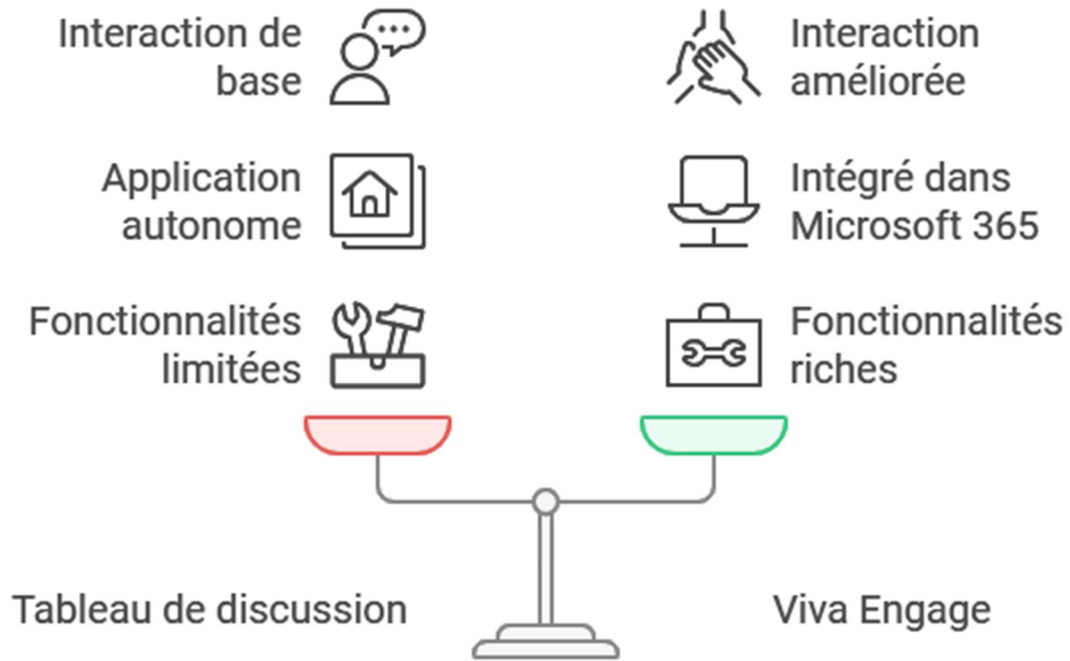 Interaction de
base
Interaction
améliorée
Application
autonome
Intégré dans
Microsoft 365
Fonctionnalités
limitées
Fonctionnalités
riches
Tableau de discussion
Viva Engage